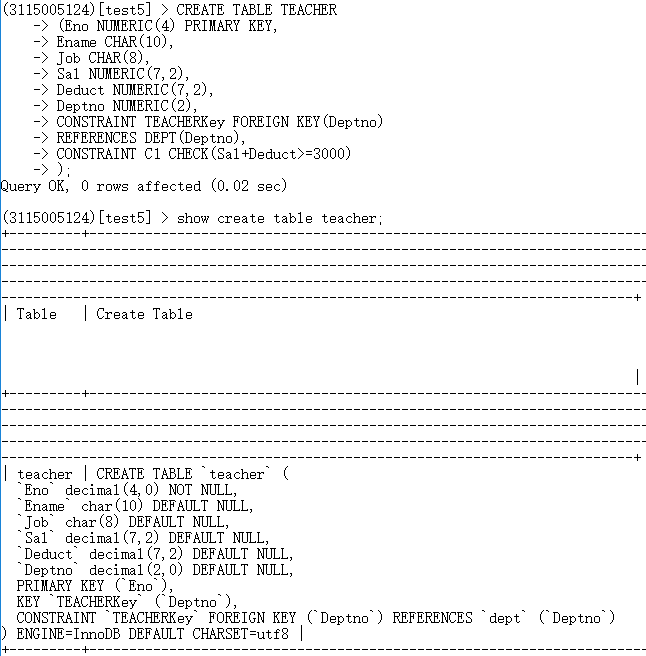 (3115005124)[test5] > CREATE TABLE TEACHER
    -> (Eno NUMERIC(4) PRIMARY KEY,
    -> Ename CHAR(10),
    -> Job CHAR(8),
    -> Sal NUMERIC(7,2),
    -> Deduct NUMERIC(7,2),
    -> Deptno NUMERIC(2),
    -> CONSTRAINT TEACHERKey FOREIGN KEY(Deptno)
    -> REFERENCES DEPT(Deptno),
    -> CONSTRAINT C1 CHECK(Sal+Deduct>=3000)
    -> );
Query OK, 0 rows affected (0.02 sec)
(3115005124)[test5] > show create table teacher;
| Table   | Create Table
|
| teacher | CREATE TABLE `teacher` (
  `Eno` decimal(4,0) NOT NULL,
  `Ename` char(10) DEFAULT NULL,
  `Job` char(8) DEFAULT NULL,
  `Sal` decimal(7,2) DEFAULT NULL,
  `Deduct` decimal(7,2) DEFAULT NULL,
  `Deptno` decimal(2,0) DEFAULT NULL,
  PRIMARY KEY (`Eno`),
  KEY `TEACHERKey` (`Deptno`),
  CONSTRAINT `TEACHERKey` FOREIGN KEY (`Deptno`) REFERENCES `dept` (`Deptno`)
) ENGINE=InnoDB DEFAULT CHARSET=utf8 |